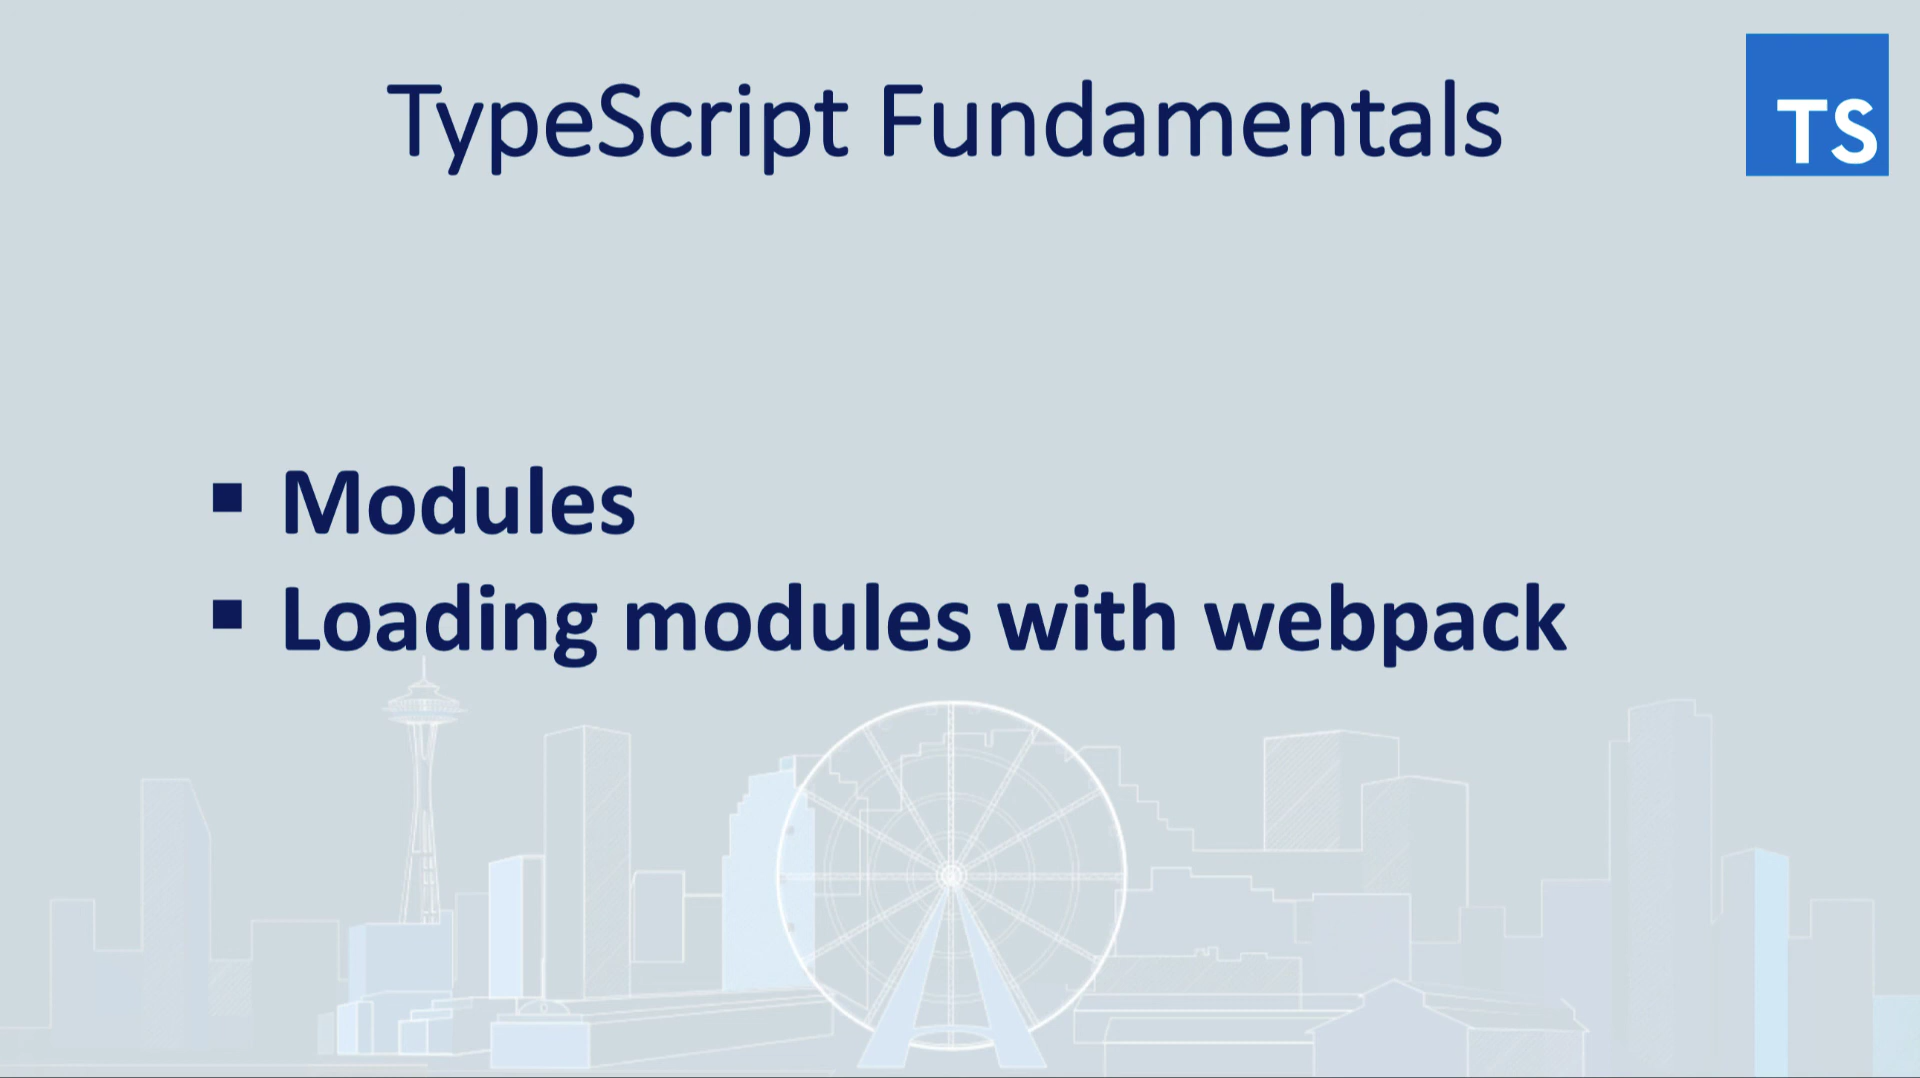 TypeScript Fundamentals
TS
▪ Modules
▪ Loading modules with webpack